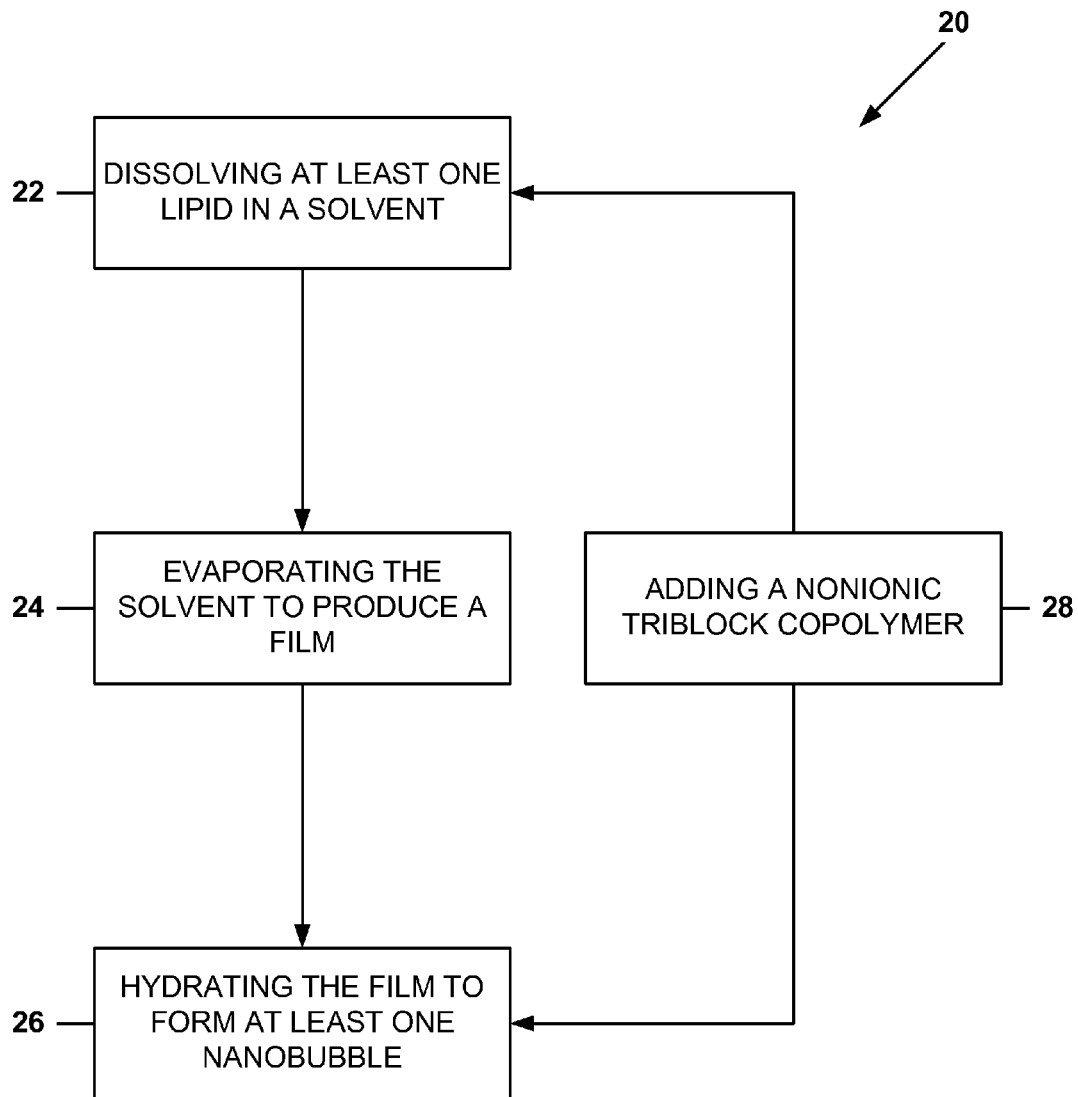 20
22
DISSOLVING AT LEAST ONE
LIPID IN A SOLVENT
24
EVAPORATING THE
SOLVENT TO PRODUCE A
FILM
ADDING A NONIONIC
TRIBLOCK COPOLYMER
28
26
HYDRATING THE FILM TO
FORM AT LEAST ONE
NANOBUBBLE